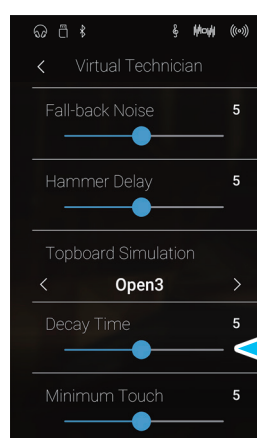 Virtual Technician
Fall-back Noise 5
Hammer Delay 5
Topboard Simulation
Open3
Decay Time 5
Minimum Touch 5